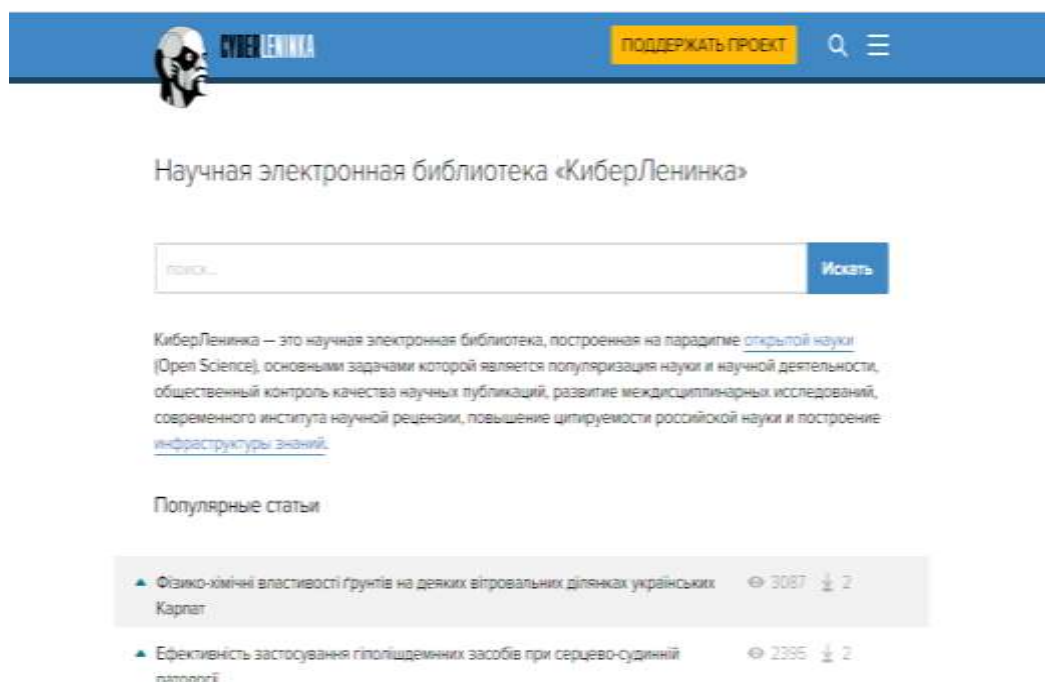 CYBERLENINKA
ПОДДЕРЖАТЬ ПРОЕКТ
Научная электронная библиотека «КиберЛенинка»
поиск...
Искать
КиберЛенинка — это научная электронная библиотека, построенная на парадигме открытой науки
(Open Science), основными задачами которой является популяризация науки и научной деятельности,
общественный контроль качества научных публикаций, развитие междисциплинарных исследований,
современного института научной рецензии, повышение цитируемости российской науки и построение
инфраструктуры знаний.
Популярные статьи
Фізико-хімічні властивості ґрунтів на деяких вітровальних ділянках українських
Карпат
3087 2
Ефективність застосування гіполіпідемнних засобів при серцево-судинній
патології
2395 2